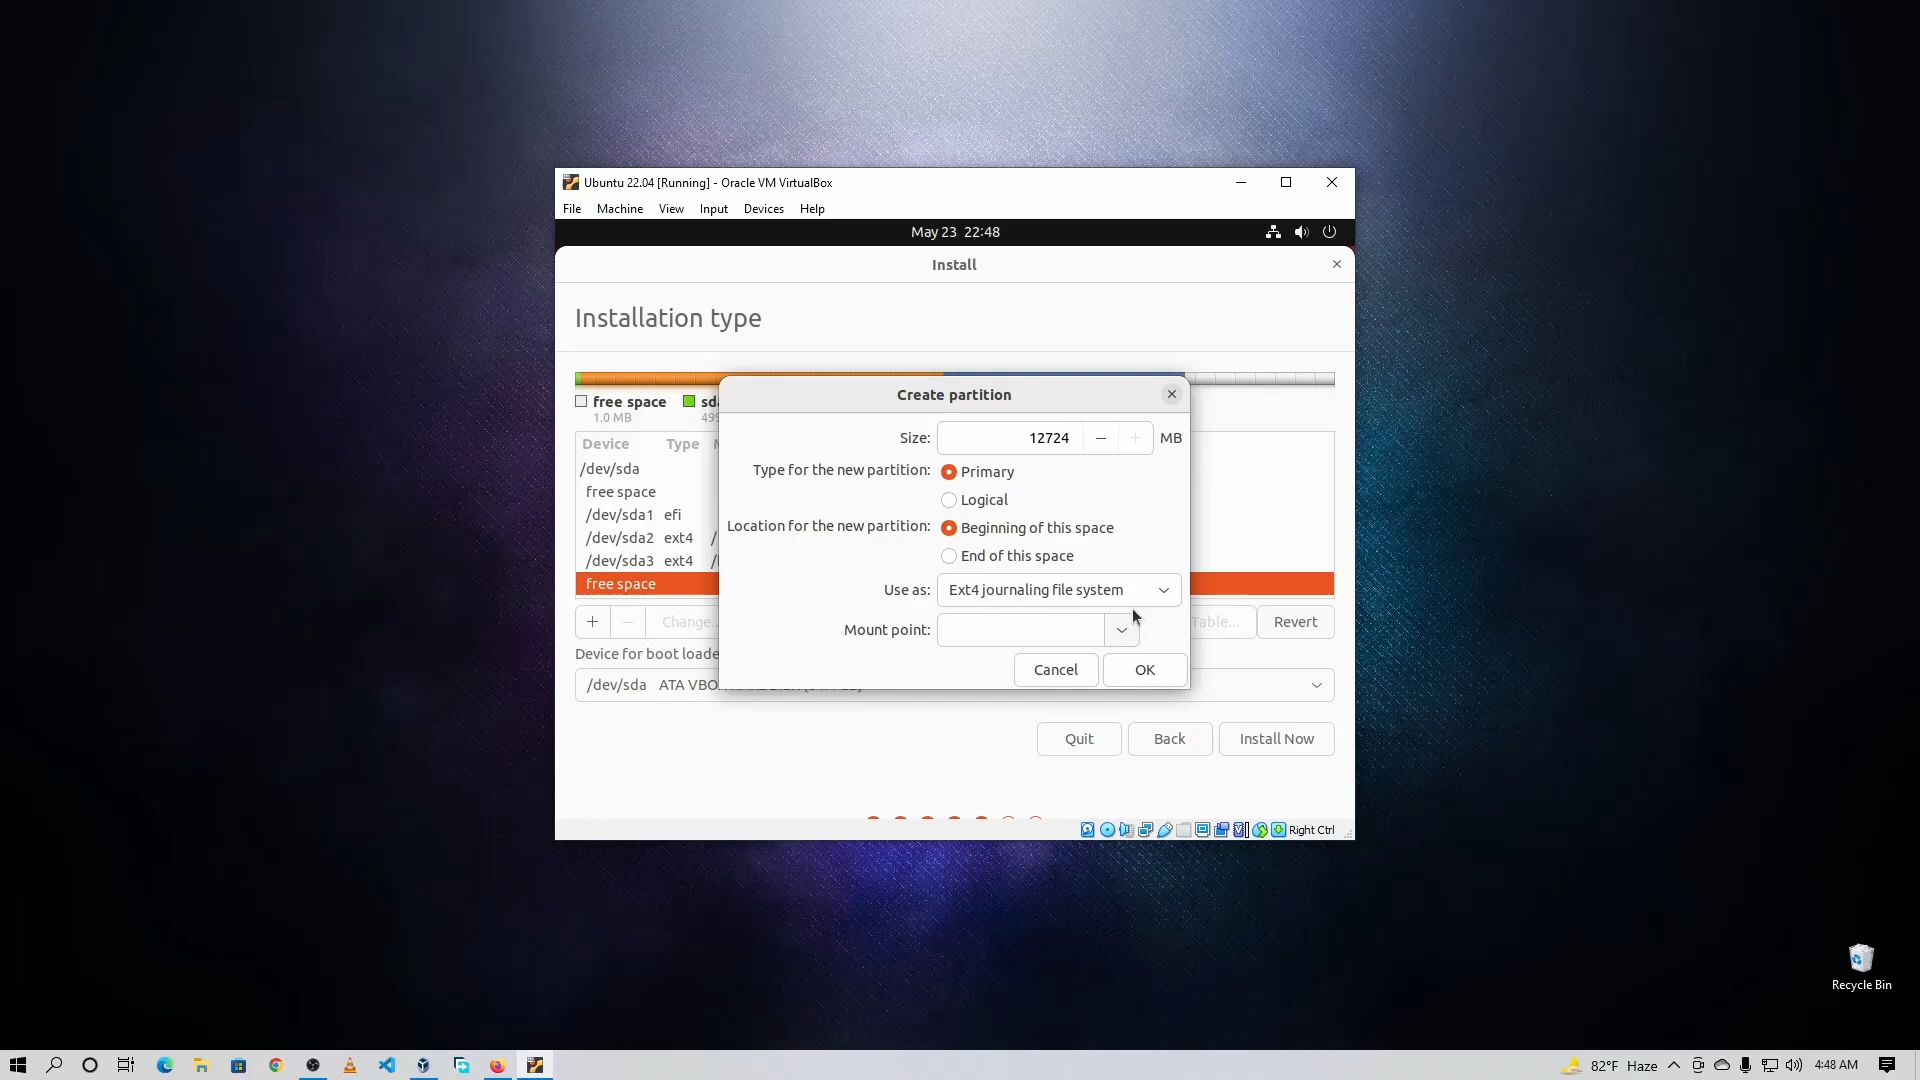 Ubuntu 22.04 [Running] - Oracle VM VirtualBox
File Machine View Input Devices Help
May 23 22:48
Install
Installation type
Create partition
free space
1.0 MB
Size: 12724 MB
Device Type
Type for the new partition: Primary
/dev/sda
free space
Logical
/dev/sda1 efi
Location for the new partition: Beginning of this space
/dev/sda2 ext4 /
End of this space
/dev/sda3 ext4
free space
Use as: Ext4 journaling file system
Change...
Table...
Revert
Mount point:
Device for boot loade
Cancel OK
/dev/sda ATA VBO
Quit Back Install Now
Right Ctrl
Recycle Bin
82°F Haze
4:48 AM